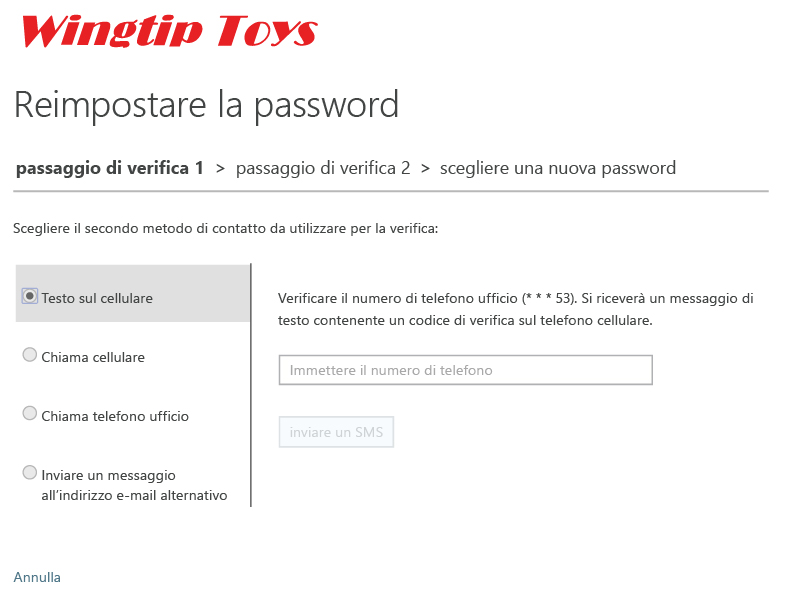 Wingtip Toys
Reimpostare la password
passaggio di verifica 1 > passaggio di verifica 2 > scegliere una nuova password
Scegliere il secondo metodo di contatto da utilizzare per la verifica:
Testo sul cellulare
Chiama cellulare
Chiama telefono ufficio
Inviare un messaggio
all'indirizzo e-mail alternativo
Verificare il numero di telefono ufficio (* * * 53). Si riceverà un messaggio di
testo contenente un codice di verifica sul telefono cellulare.
Immettere il numero di telefono
inviare un SMS
Annulla